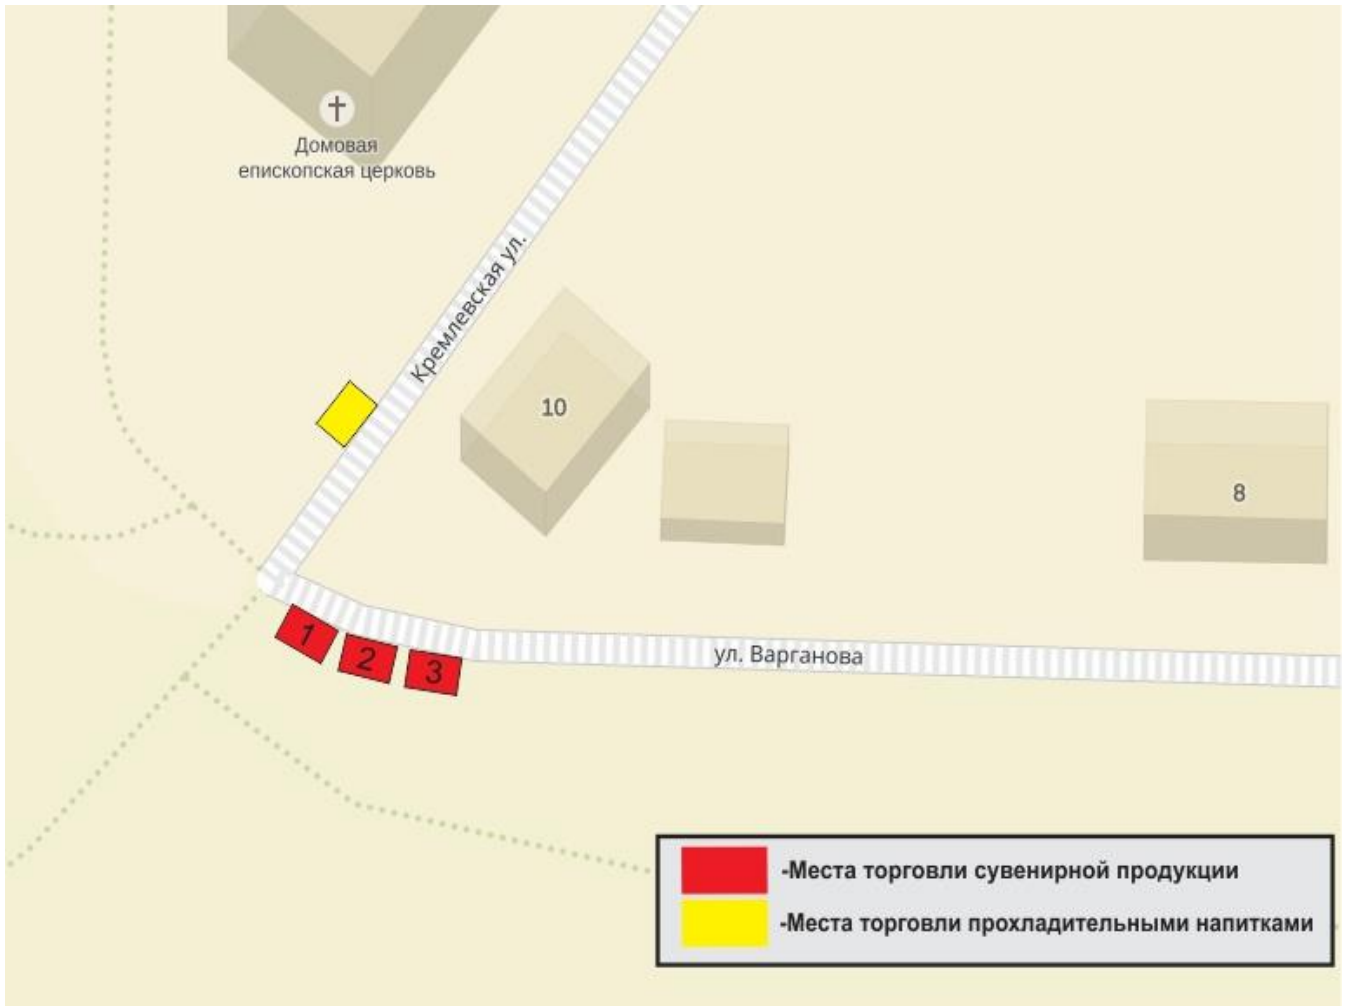 Домовая
епископская церковь
Кремлевская ул.
10
8
1
2
3
ул. Варганова
-Места торговли сувенирной продукции
-Места торговли прохладительными напитками